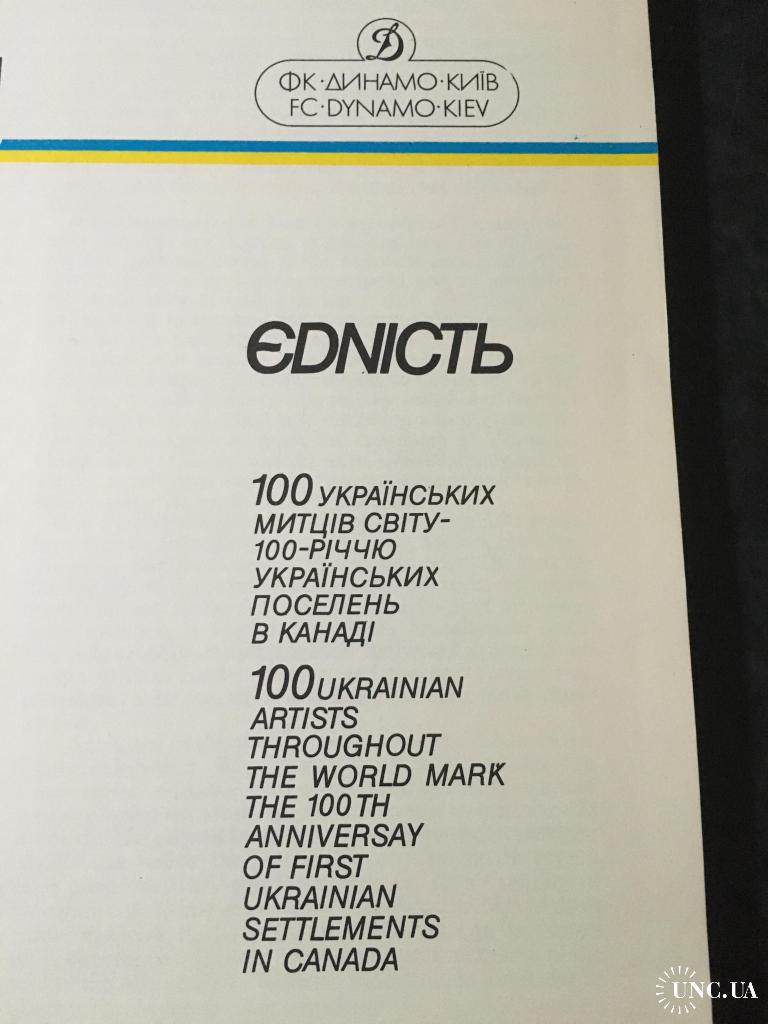 Д
ФК·ДИНАМО·КИЇВ
FC·DYNAMO·KIEV
ЄDNІСТЬ
100 УКРАЇНСЬКИХ
МИТЦІВ СВІТУ-
100-РІЧЧЮ
УКРАЇНСЬКИХ
ПОСЕЛЕНЬ
В КАНАДІ
100 UKRAINIAN
ARTISTS
THROUGHOUT
THE WORLD MARK
THE 100TH
ANNIVERSAY
OF FIRST
UKRAINIAN
SETTLEMENTS
IN CANADA
UNC.UA